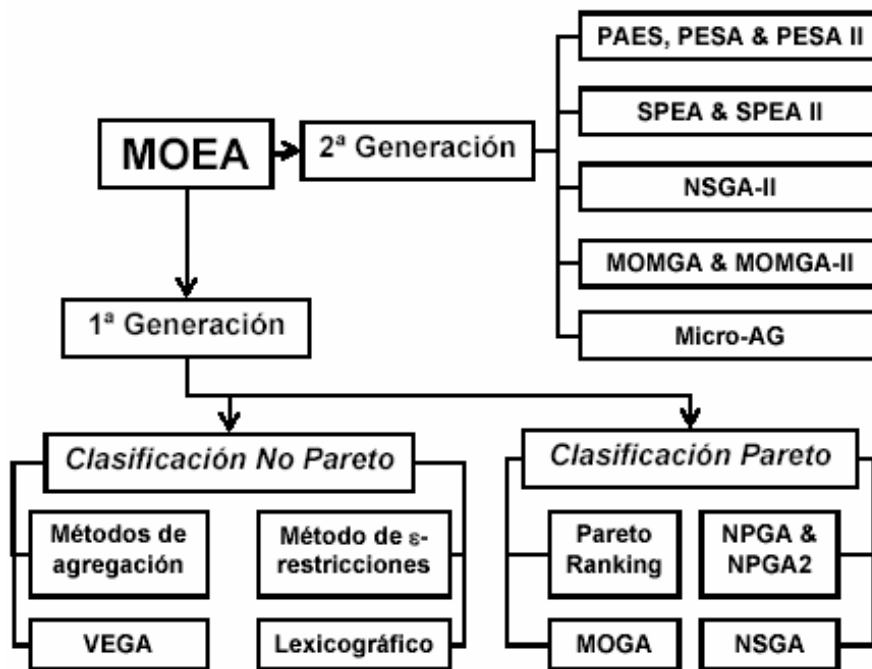 MOEA
2ª Generación
PAES, PESA & PESA II
SPEA & SPEA II
NSGA-II
MOMGA & MOMGA-II
Micro-AG
1ª Generación
Clasificación No Pareto
Métodos de
agregación
Método de ε-
restricciones
VEGA
Lexicográfico
Clasificación Pareto
Pareto
Ranking
NPGA &
NPGA2
MOGA
NSGA